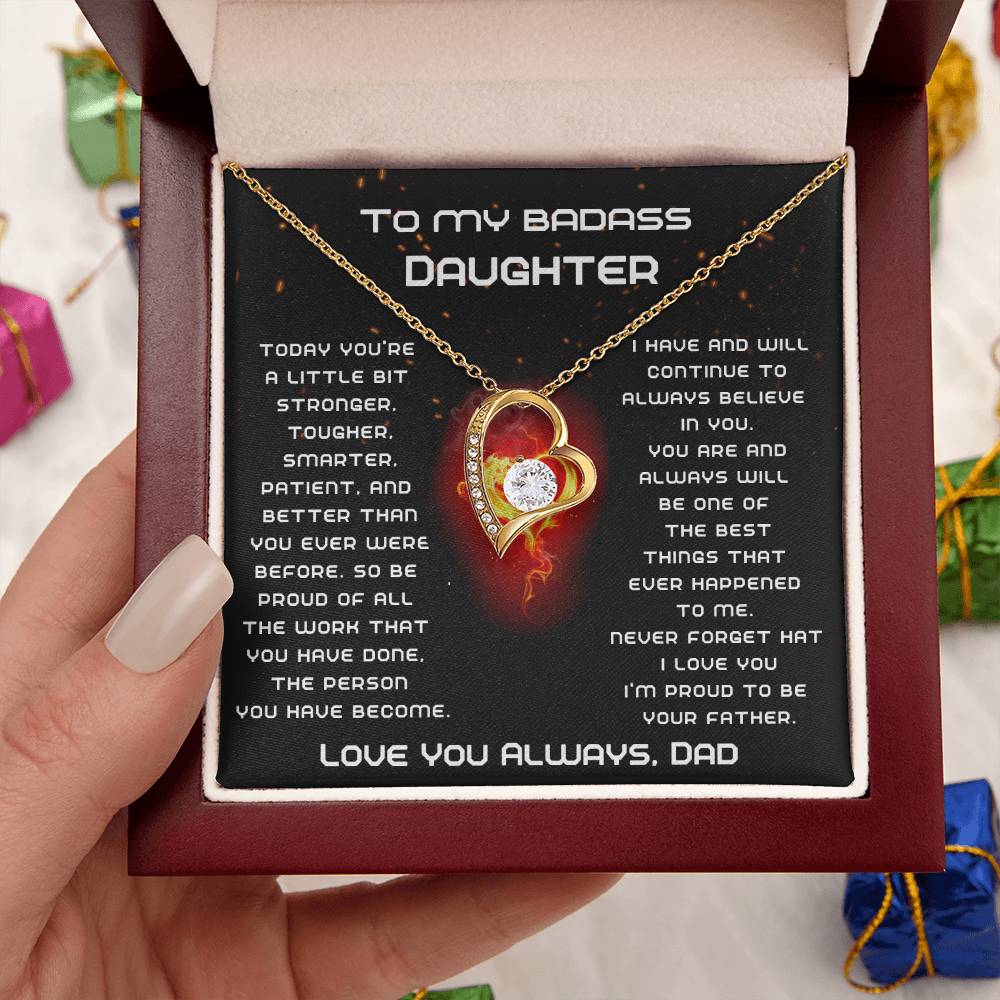 To my Badass
Daughter
Today you're
a little bit
stronger,
tougher,
smarter,
patient, and
better than
you ever were
before. So be
proud of all
the work that
you have done,
the person
you have become.
I have and will
continue to
always believe
in you.
You are and
always will
be one of
the best
things that
ever happened
to me.
Never forget hat
I love you
I'm proud to be
your father.
Love You Always, Dad